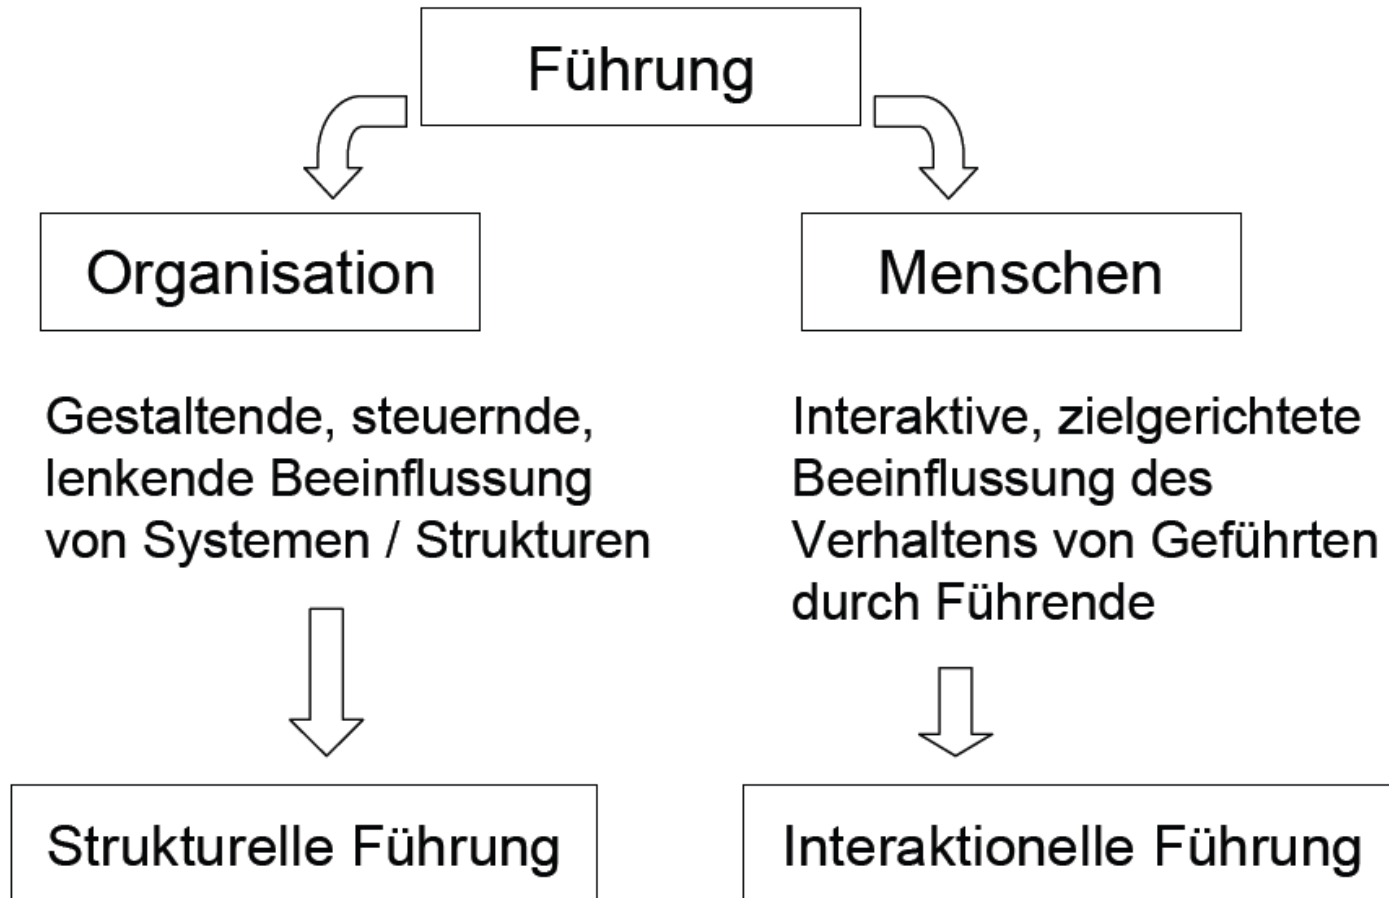 Führung
Organisation
Menschen
Gestaltende, steuernde,
lenkende Beeinflussung
von Systemen / Strukturen
Interaktive, zielgerichtete
Beeinflussung des
Verhaltens von Geführten
durch Führende
Strukturelle Führung
Interaktionelle Führung